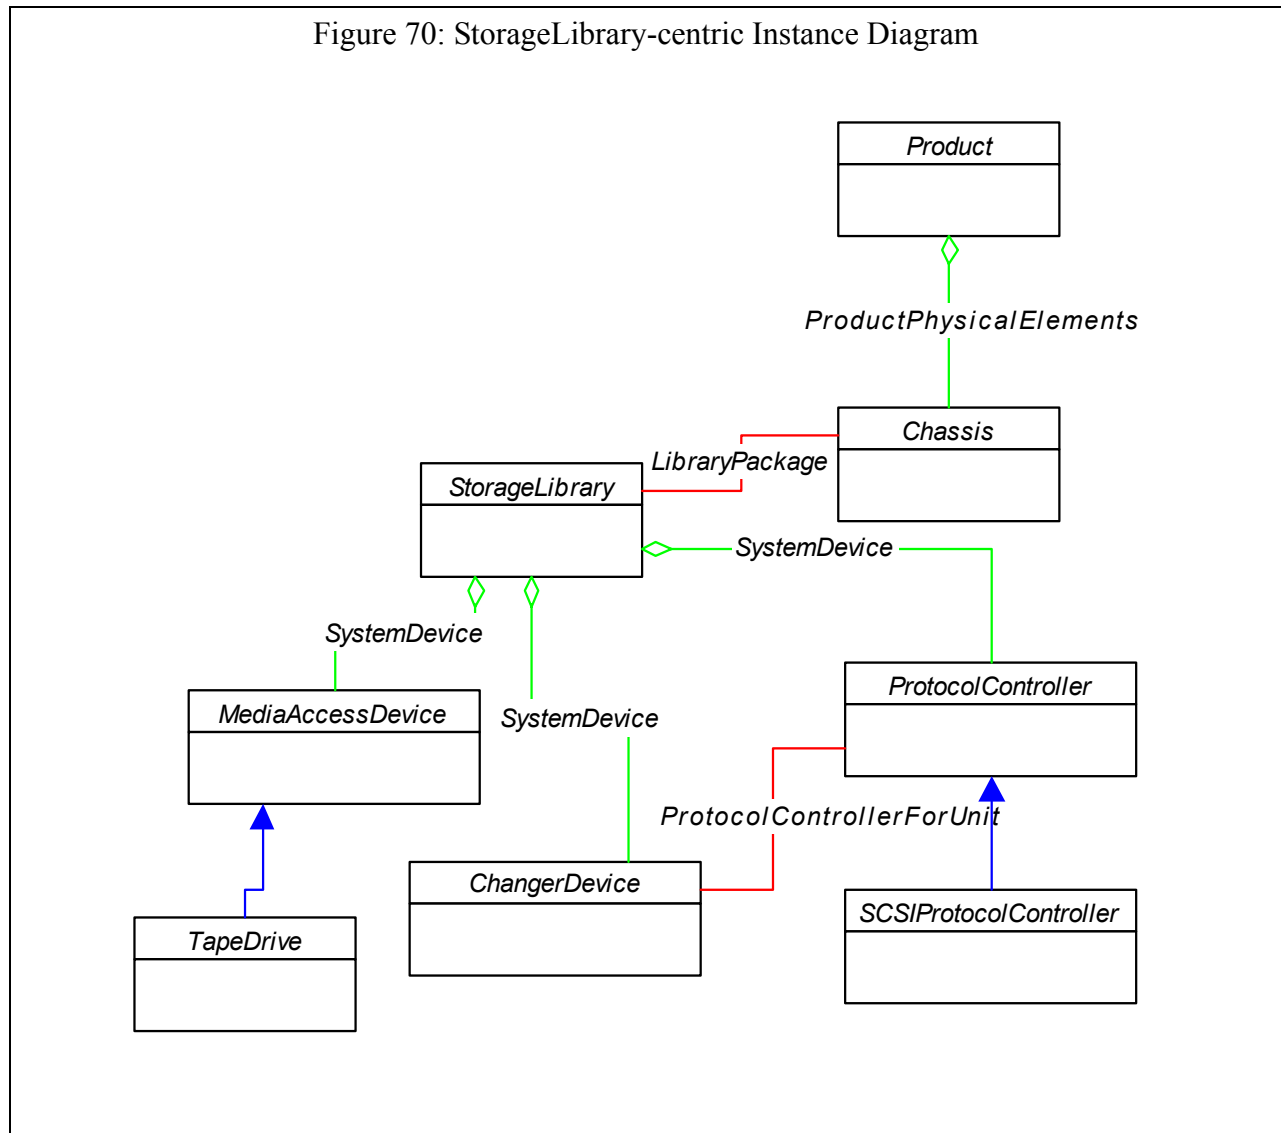 Figure 70: StorageLibrary-centric Instance Diagram
Product
ProductPhysicalElements
Chassis
LibraryPackage
StorageLibrary
SystemDevice
SystemDevice
ProtocolController
MediaAccessDevice
SystemDevice
ProtocolControllerForUnit
ChangerDevice
SCSIProtocolController
TapeDrive